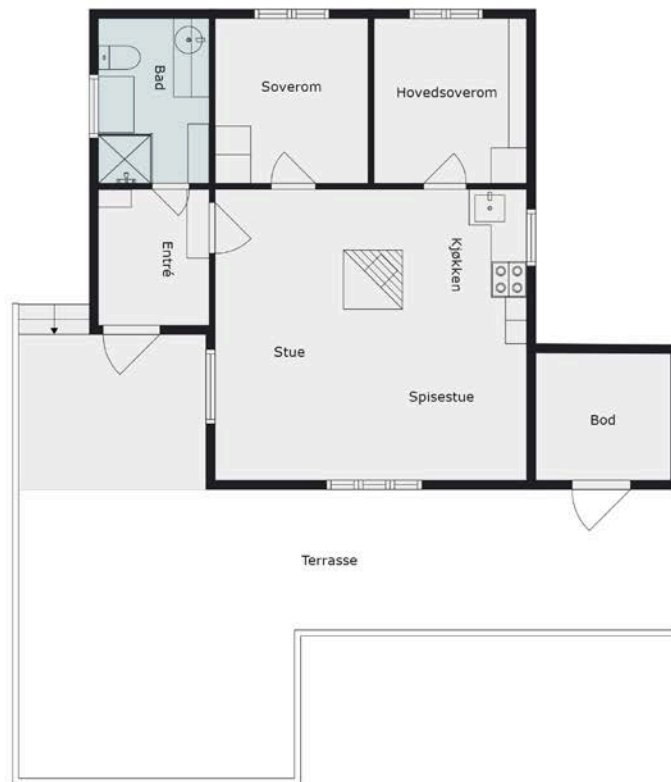 Bad
Soverom
Hovedsoverom
Entré
Kjøkken
Stue
Spisestue
Bod
Terrasse